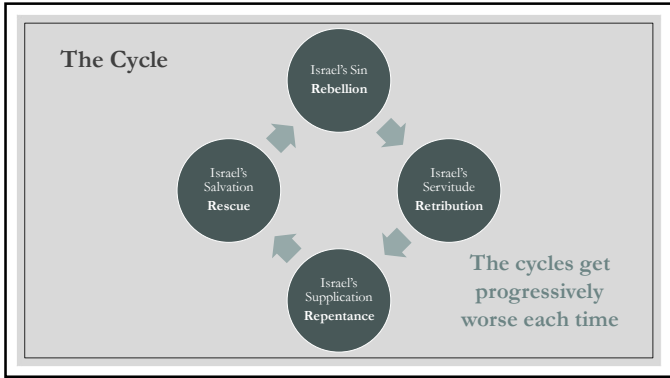 The Cycle
Israel's Sin
Rebellion
Israel's
Servitude
Retribution
Israel's
Supplication
Repentance
Israel's
Salvation
Rescue
The cycles get
progressively
worse each time